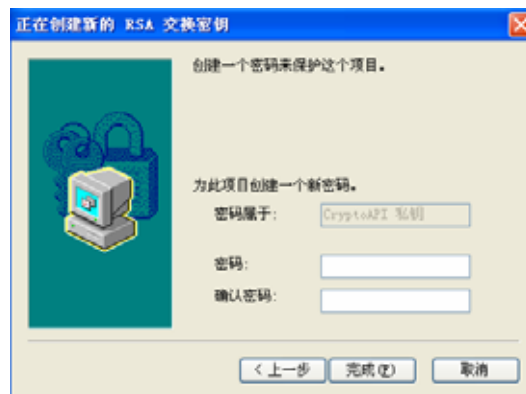 正在创建新的 RSA 交换密钥
创建一个密码来保护这个项目。
为此项目创建一个新密码。
密码属于: CryptoAPI 私钥
密码:
确认密码:
< 上一步 完成(F) 取消